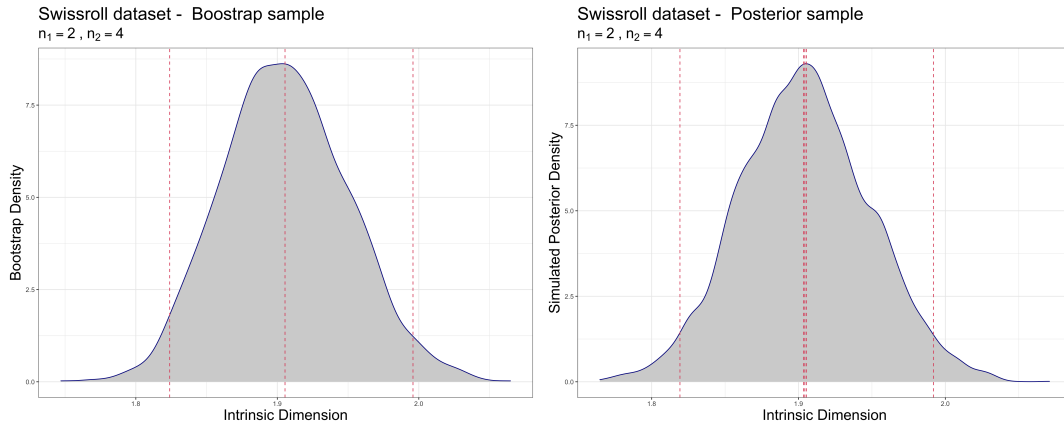 Swissroll dataset -  Boostrap sample
n₁ = 2 , n₂ = 4
Bootstrap Density
7.5
5.0
2.5
0.0
1.8
1.9
2.0
Intrinsic Dimension
Swissroll dataset -  Posterior sample
n₁ = 2 , n₂ = 4
Simulated Posterior Density
7.5
5.0
2.5
0.0
1.8
1.9
2.0
Intrinsic Dimension